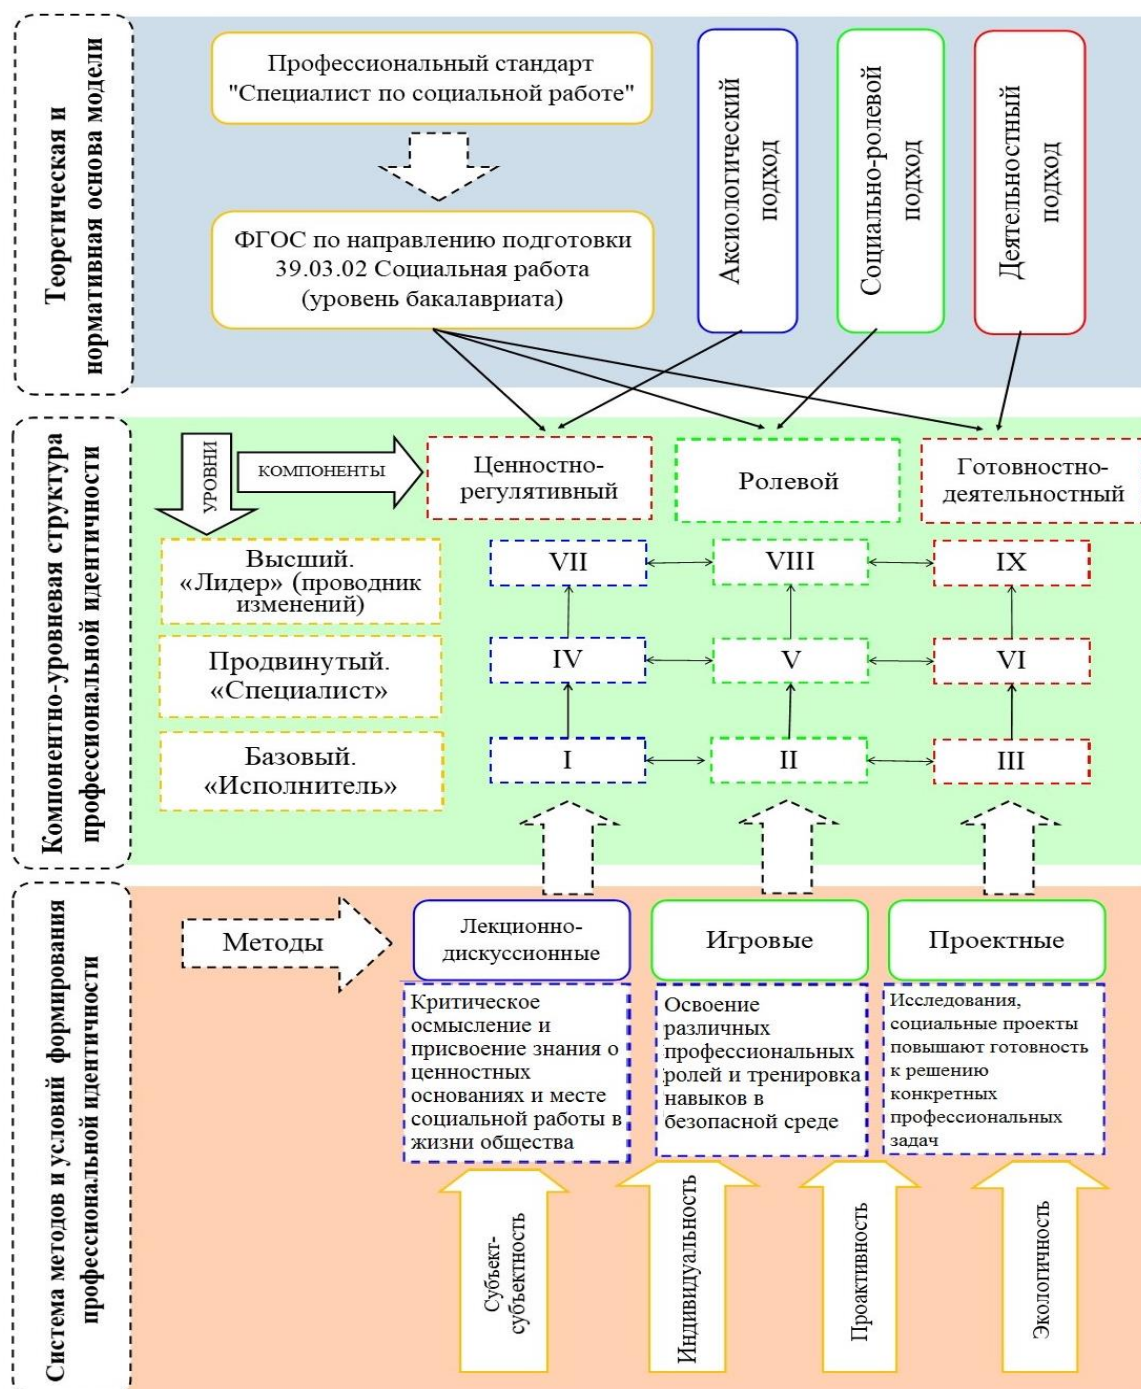 Теоретическая и
нормативная основа модели
Профессиональный стандарт
"Специалист по социальной работе"
ФГОС по направлению подготовки
39.03.02 Социальная работа
(уровень бакалавриата)
Аксиологический
подход
Социально-ролевой
подход
Деятельностный
подход
Компонентно-уровневая структура
профессиональной идентичности
УРОВНИ
КОМПОНЕНТЫ
Ценностно-
регулятивный
Ролевой
Готовностно-
деятельностный
Высший.
«Лидер» (проводник
изменений)
VII
VIII
IX
Продвинутый.
«Специалист»
IV
V
VI
Базовый.
«Исполнитель»
I
II
III
Система методов и условий формирования
профессиональной идентичности
Методы
Лекционно-
дискуссионные
Игровые
Проектные
Критическое
осмысление и
присвоение знания о
ценностных
основаниях и месте
социальной работы в
жизни общества
Освоение
различных
профессиональных
ролей и тренировка
навыков в
безопасной среде
Исследования,
социальные проекты
повышают готовность
к решению
конкретных
профессиональных
задач
Субъект-
субъектность
Индивидуальность
Проактивность
Экологичность